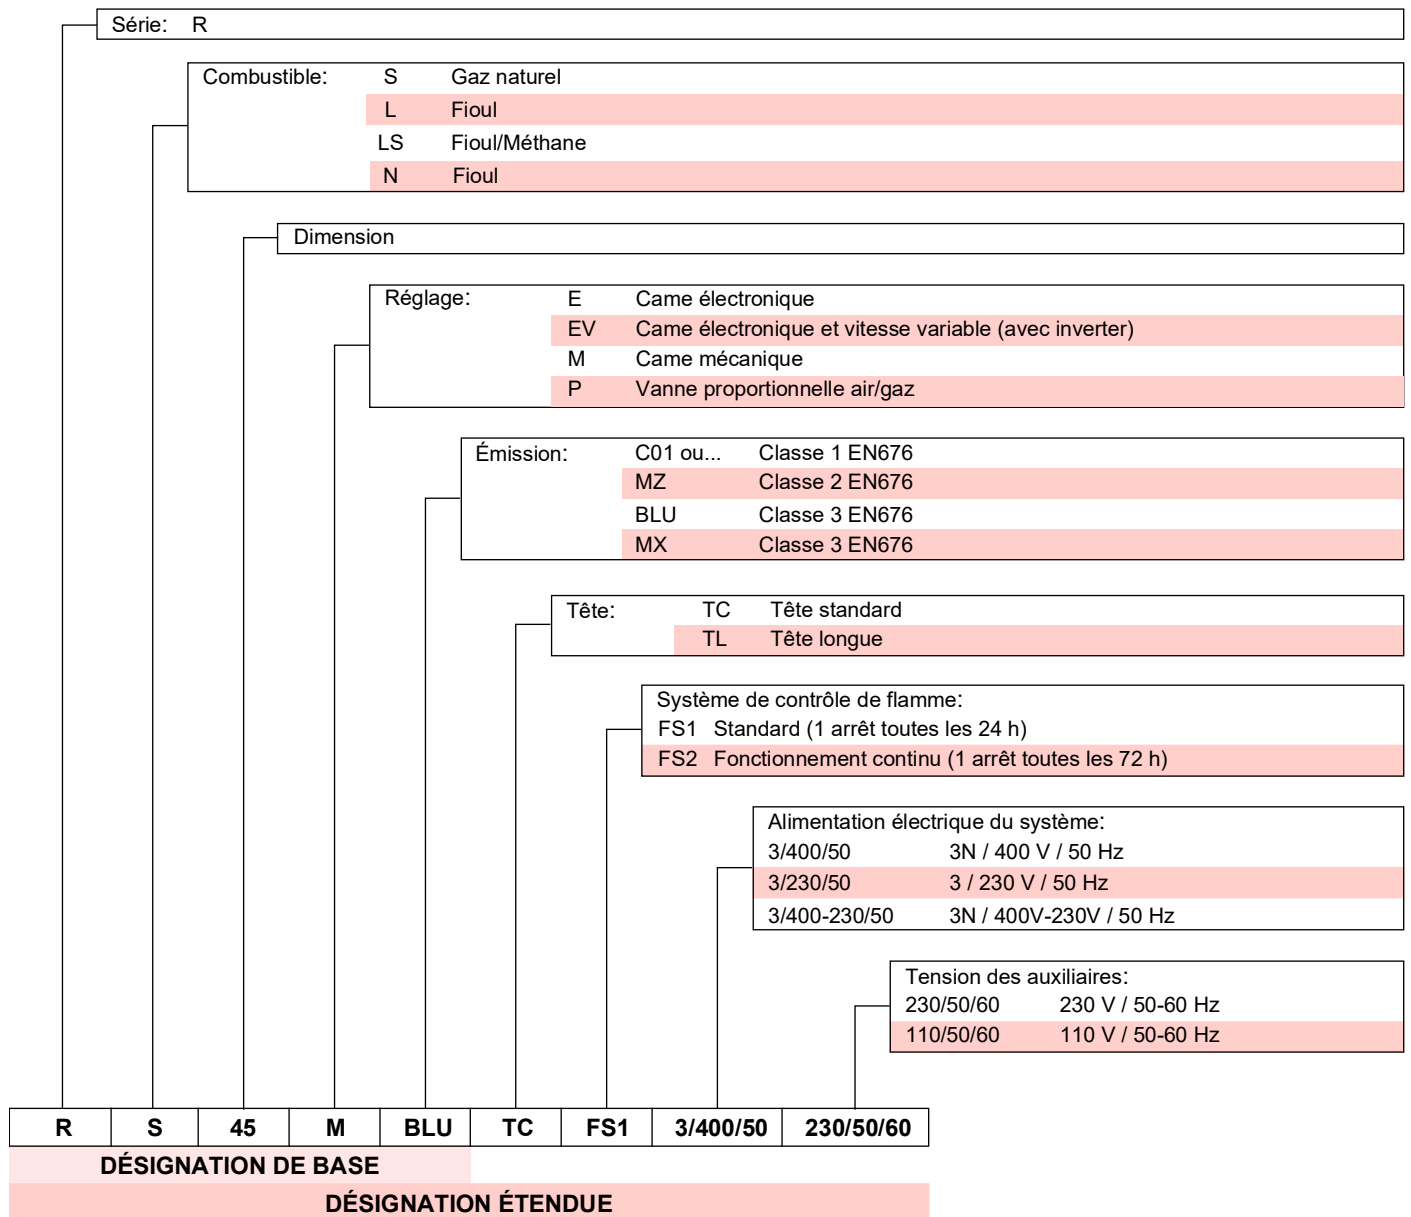 Série: R
Combustible: S Gaz naturel
L Fioul
LS Fioul/Méthane
N Fioul
Dimension
Réglage: E Came électronique
EV Came électronique et vitesse variable (avec inverter)
M Came mécanique
P Vanne proportionnelle air/gaz
Émission: C01 ou... Classe 1 EN676
MZ Classe 2 EN676
BLU Classe 3 EN676
MX Classe 3 EN676
Tête: TC Tête standard
TL Tête longue
Système de contrôle de flamme:
FS1 Standard (1 arrêt toutes les 24 h)
FS2 Fonctionnement continu (1 arrêt toutes les 72 h)
Alimentation électrique du système:
3/400/50 3N / 400 V / 50 Hz
3/230/50 3 / 230 V / 50 Hz
3/400-230/50 3N / 400V-230V / 50 Hz
Tension des auxiliaires:
230/50/60 230 V / 50-60 Hz
110/50/60 110 V / 50-60 Hz
R S 45 M BLU TC FS1 3/400/50 230/50/60
DÉSIGNATION DE BASE
DÉSIGNATION ÉTENDUE